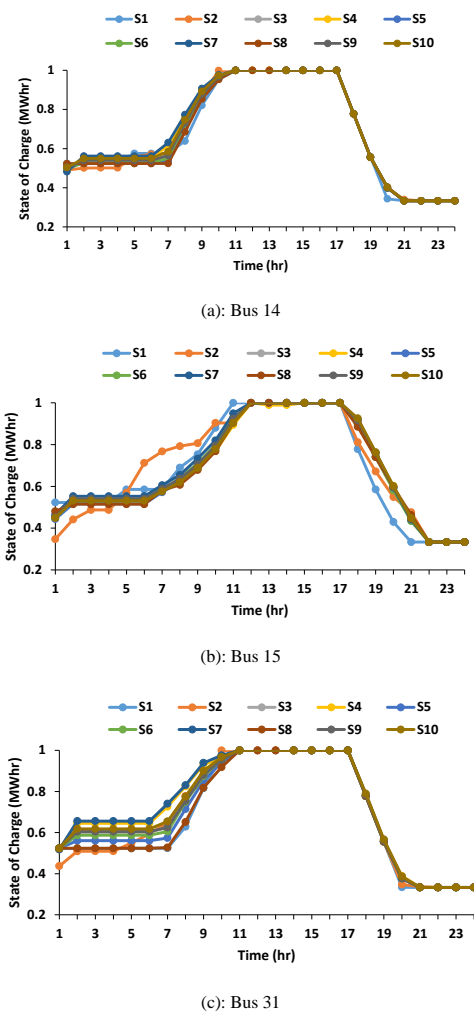 S1 S2 S3 S4 S5
S6 S7 S8 S9 S10
State of Charge (MWhr)
1
0.8
0.6
0.4
0.2
1 3 5 7 9 11 13 15 17 19 21 23
Time (hr)
(a): Bus 14
S1 S2 S3 S4 S5
S6 S7 S8 S9 S10
State of Charge (MWhr)
1
0.8
0.6
0.4
0.2
1 3 5 7 9 11 13 15 17 19 21 23
Time (hr)
(b): Bus 15
S1 S2 S3 S4 S5
S6 S7 S8 S9 S10
State of Charge (MWhr)
1
0.8
0.6
0.4
0.2
1 3 5 7 9 11 13 15 17 19 21 23
Time (hr)
(c): Bus 31